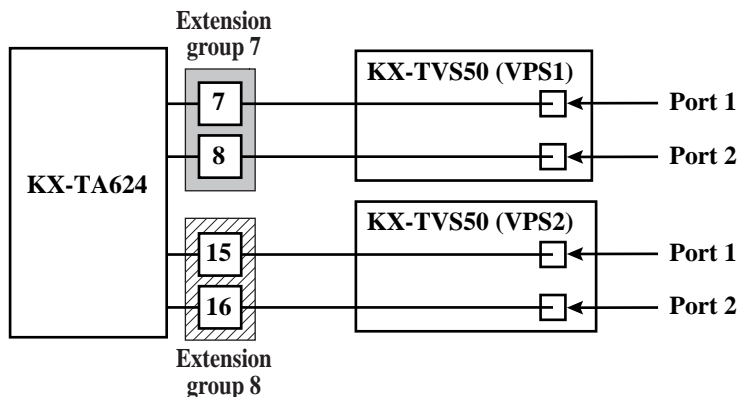 Extension
group 7
KX-TVS50 (VPS1)
7
Port 1
8
Port 2
KX-TA624
KX-TVS50 (VPS2)
15
Port 1
16
Port 2
Extension
group 8